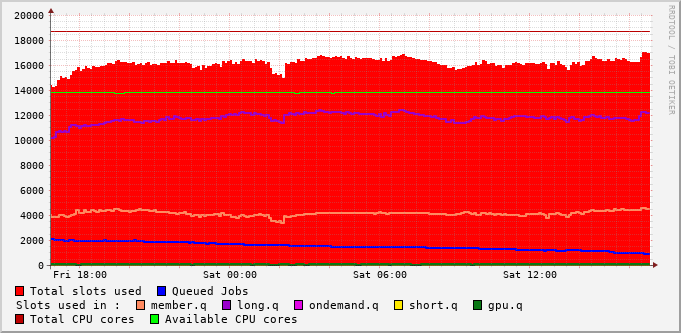 20000
18000
16000
14000
12000
10000
8000
6000
4000
2000
0
Fri 18:00 Sat 00:00 Sat 06:00 Sat 12:00
RRDTOOL / TOBI OETIKER
Total slots used Queued Jobs
Slots used in : member.q long.q ondemand.q short.q gpu.q
Total CPU cores Available CPU cores